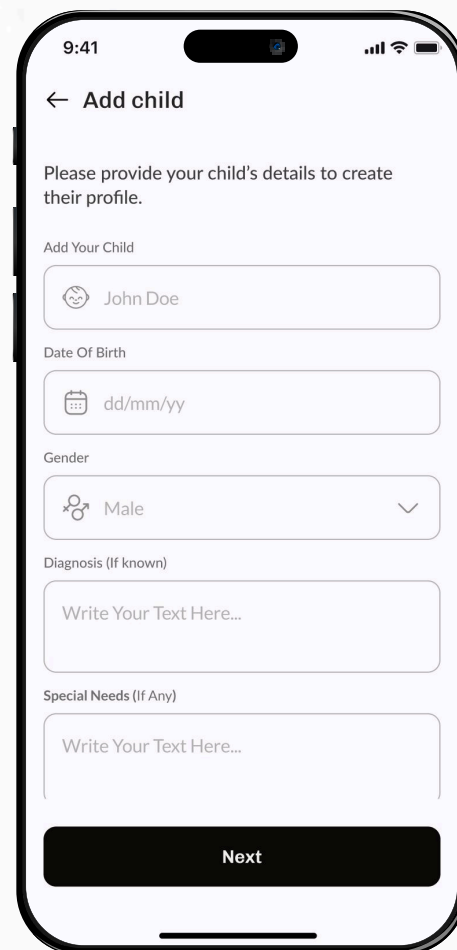 9:41
Add child
Please provide your child’s details to create
their profile.
Add Your Child
John Doe
Date Of Birth
dd/mm/yy
Gender
Male
Diagnosis (If known)
Write Your Text Here...
Special Needs (If Any)
Write Your Text Here...
Next